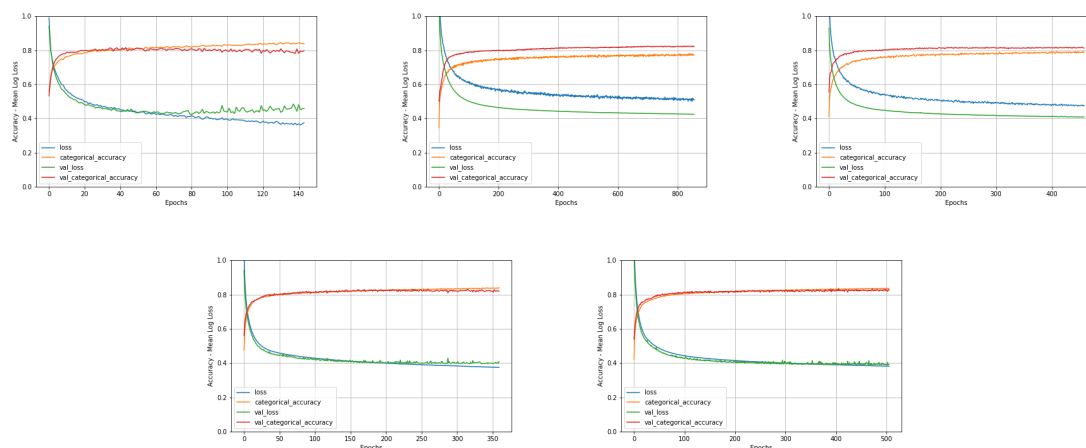 Accuracy - Mean Log Loss
1.0
0.8
0.6
0.4
0.2
0.0
loss
categorical_accuracy
val_loss
val_categorical_accuracy
0 20 40 60 80 100 120 140
Epochs
Accuracy - Mean Log Loss
1.0
0.8
0.6
0.4
0.2
0.0
loss
categorical_accuracy
val_loss
val_categorical_accuracy
0 200 400 600 800
Epochs
Accuracy - Mean Log Loss
1.0
0.8
0.6
0.4
0.2
0.0
loss
categorical_accuracy
val_loss
val_categorical_accuracy
0 100 200 300 400
Epochs
Accuracy - Mean Log Loss
1.0
0.8
0.6
0.4
0.2
0.0
loss
categorical_accuracy
val_loss
val_categorical_accuracy
0 50 100 150 200 250 300 350
Epochs
Accuracy - Mean Log Loss
1.0
0.8
0.6
0.4
0.2
0.0
loss
categorical_accuracy
val_loss
val_categorical_accuracy
0 100 200 300 400 500
Epochs